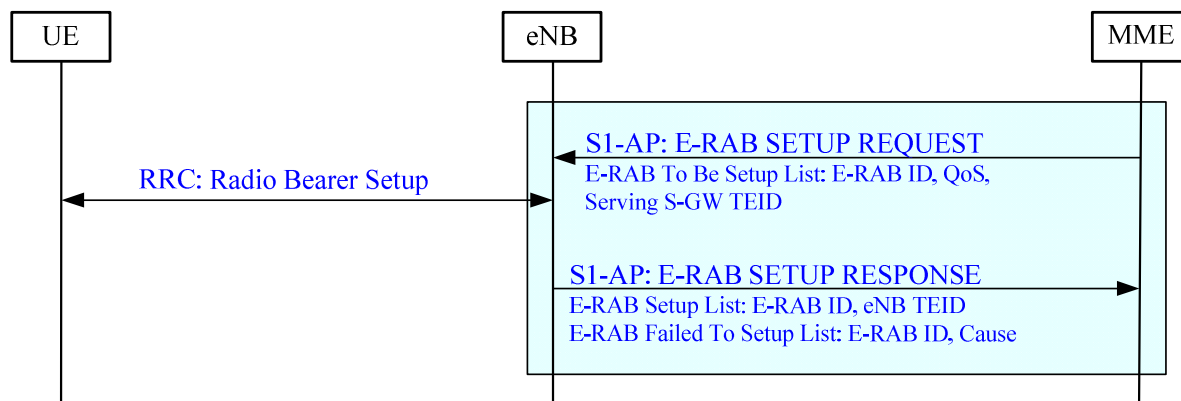 UE
eNB
MME
S1-AP: E-RAB SETUP REQUEST
E-RAB To Be Setup List: E-RAB ID, QoS,
Serving S-GW TEID
RRC: Radio Bearer Setup
S1-AP: E-RAB SETUP RESPONSE
E-RAB Setup List: E-RAB ID, eNB TEID
E-RAB Failed To Setup List: E-RAB ID, Cause